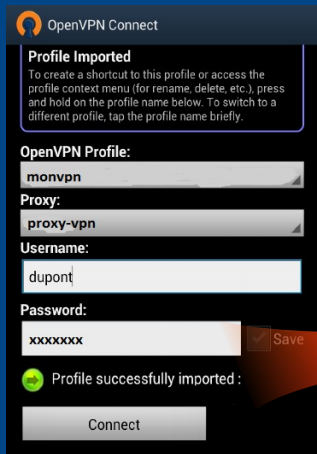 OpenVPN Connect
Profile Imported
To create a shortcut to this profile or access the
profile context menu (for rename, delete, etc.), press
and hold on the profile name below. To switch to a
different profile, tap the profile name briefly.
OpenVPN Profile:
monvpn
Proxy:
proxy-vpn
Username:
dupont
Password:
xxxxxxx
Save
Profile successfully imported :
Connect